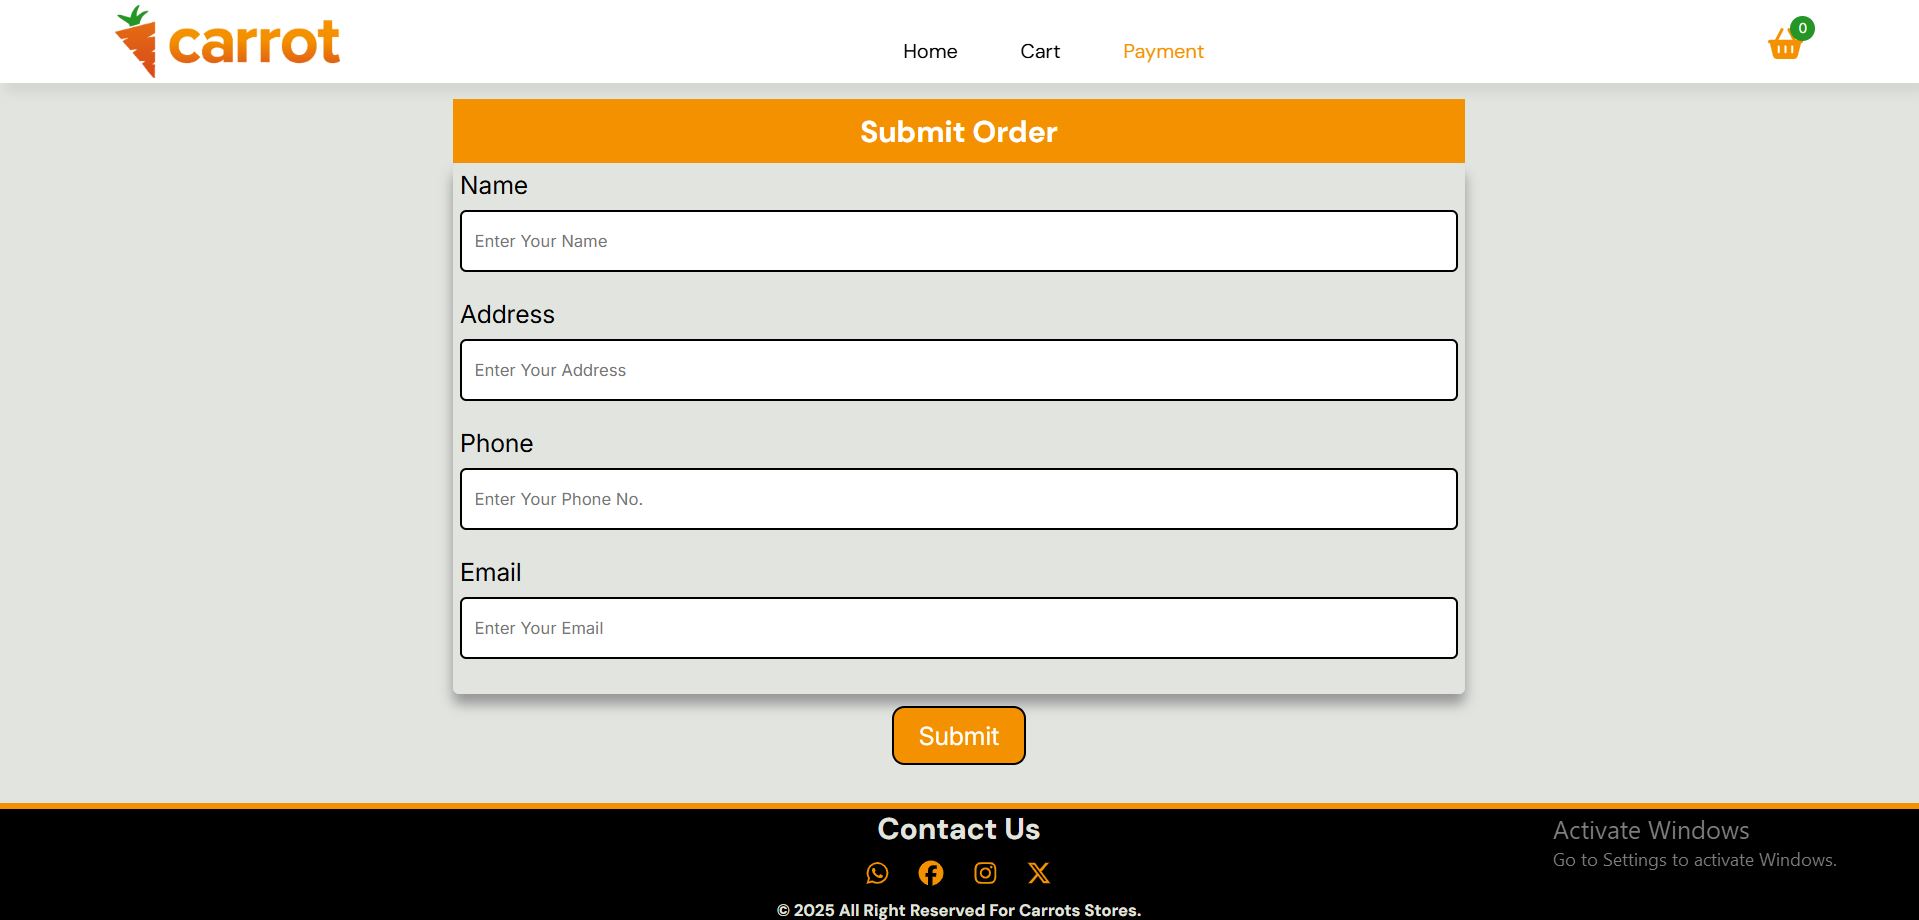 carrot
Home Cart Payment
0
Submit Order
Name
Enter Your Name
Address
Enter Your Address
Phone
Enter Your Phone No.
Email
Enter Your Email
Submit
Contact Us
Activate Windows
Go to Settings to activate Windows.
© 2025 All Right Reserved For Carrots Stores.